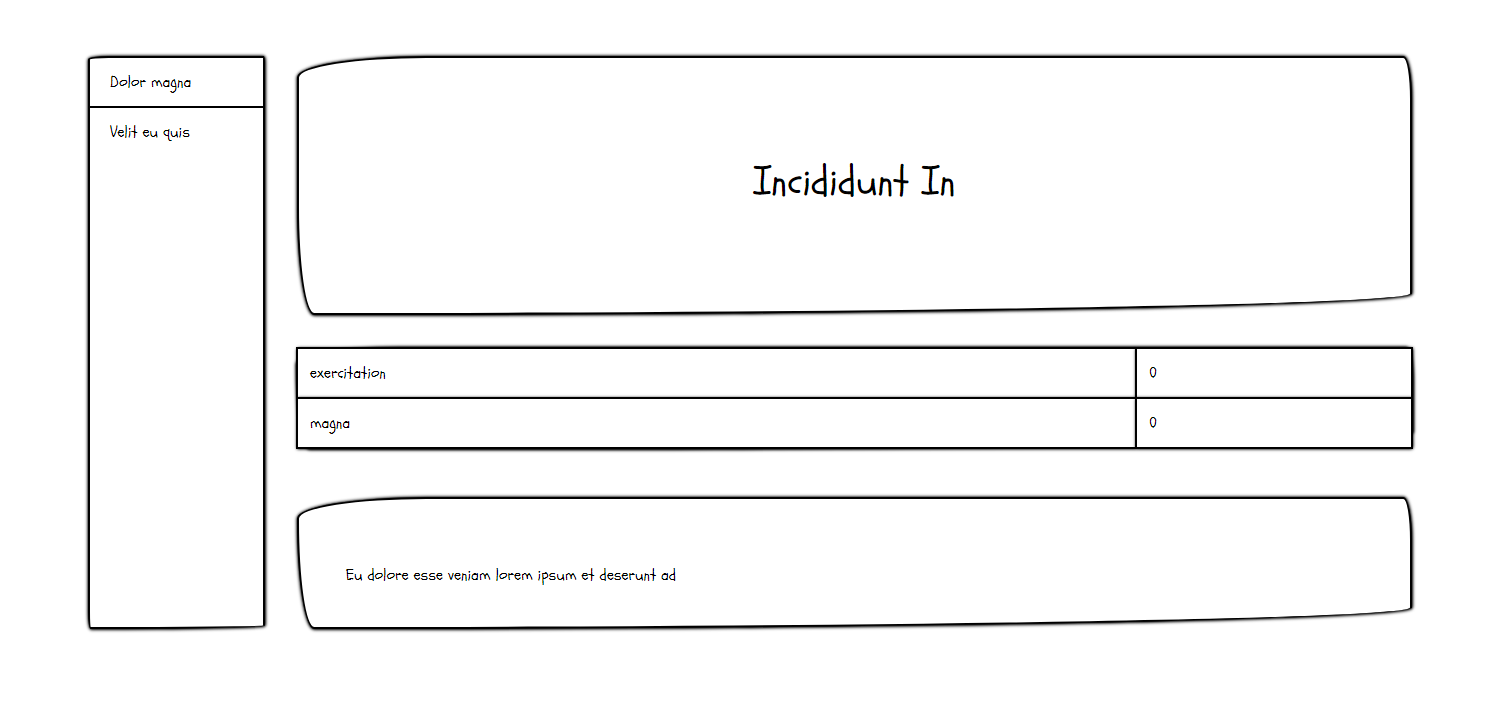 Dolor magna
Velit eu quis
Incididunt In
exercitation 0
magna 0
Eu dolore esse veniam lorem ipsum et deserunt ad